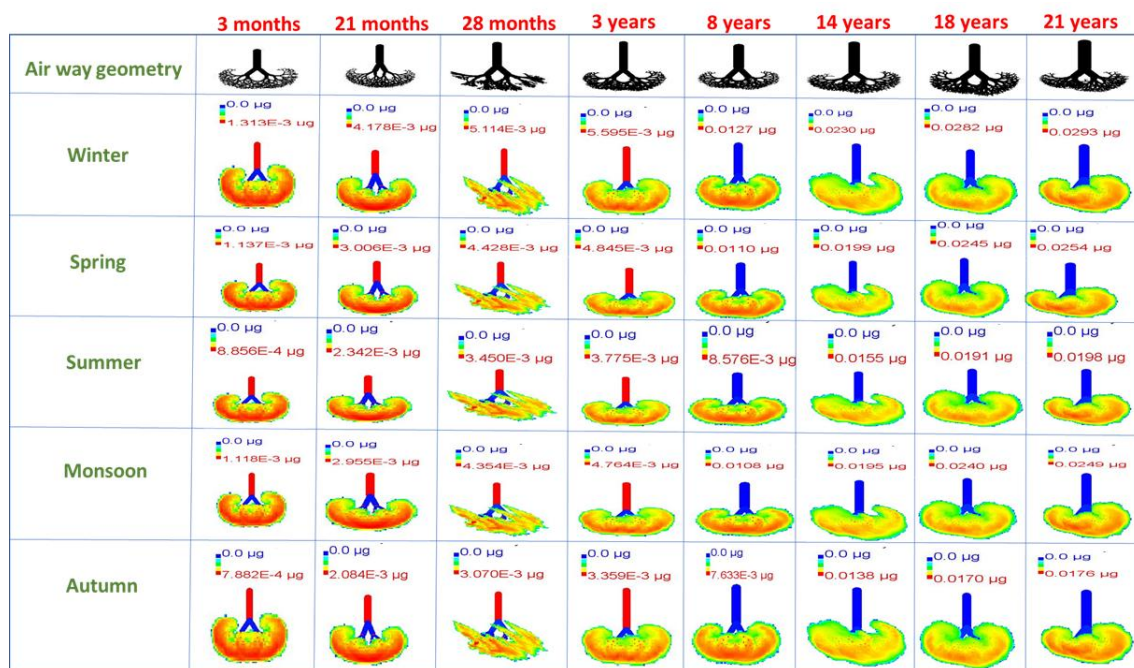 3 months 21 months 28 months 3 years 8 years 14 years 18 years 21 years
Air way geometry
Winter
0.0 µg 0.0 µg 0.0 µg 0.0 µg 0.0 µg 0.0 µg 0.0 µg 0.0 µg
1.313E-3 µg 4.178E-3 µg 5.114E-3 µg 5.595E-3 µg 0.0127 µg 0.0230 µg 0.0282 µg 0.0293 µg
Spring
0.0 µg 0.0 µg 0.0 µg 0.0 µg 0.0 µg 0.0 µg 0.0 µg 0.0 µg
1.137E-3 µg 3.006E-3 µg 4.428E-3 µg 4.845E-3 µg 0.0110 µg 0.0199 µg 0.0245 µg 0.0254 µg
Summer
0.0 µg 0.0 µg 0.0 µg 0.0 µg 0.0 µg 0.0 µg 0.0 µg 0.0 µg
8.856E-4 µg 2.342E-3 µg 3.450E-3 µg 3.775E-3 µg 8.576E-3 µg 0.0155 µg 0.0191 µg 0.0198 µg
Monsoon
0.0 µg 0.0 µg 0.0 µg 0.0 µg 0.0 µg 0.0 µg 0.0 µg 0.0 µg
1.118E-3 µg 2.955E-3 µg 4.354E-3 µg 4.764E-3 µg 0.0108 µg 0.0195 µg 0.0240 µg 0.0249 µg
Autumn
0.0 µg 0.0 µg 0.0 µg 0.0 µg 0.0 µg 0.0 µg 0.0 µg 0.0 µg
7.882E-4 µg 2.084E-3 µg 3.070E-3 µg 3.359E-3 µg 7.633E-3 µg 0.0138 µg 0.0170 µg 0.0176 µg